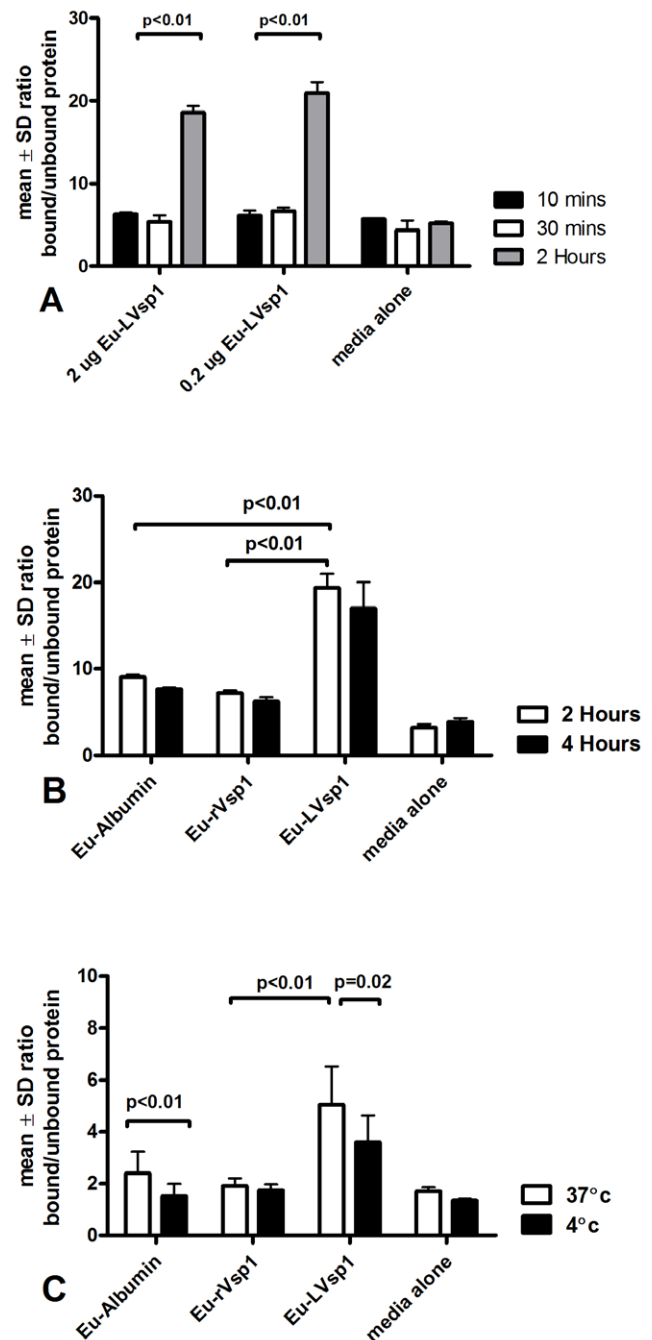 30
20
10
0
mean ± SD ratio
bound/unbound protein
p<0.01
p<0.01
10 mins
30 mins
2 Hours
A
2 ug Eu-LVsp1
0.2 ug Eu-LVsp1
media alone
30
20
10
0
mean ± SD ratio
bound/unbound protein
p<0.01
p<0.01
2 Hours
4 Hours
B
Eu-Albumin
Eu-rVsp1
Eu-LVsp1
media alone
10
8
6
4
2
0
mean ± SD ratio
bound/unbound protein
p<0.01
p=0.02
p<0.01
37°c
4°c
C
Eu-Albumin
Eu-rVsp1
Eu-LVsp1
media alone